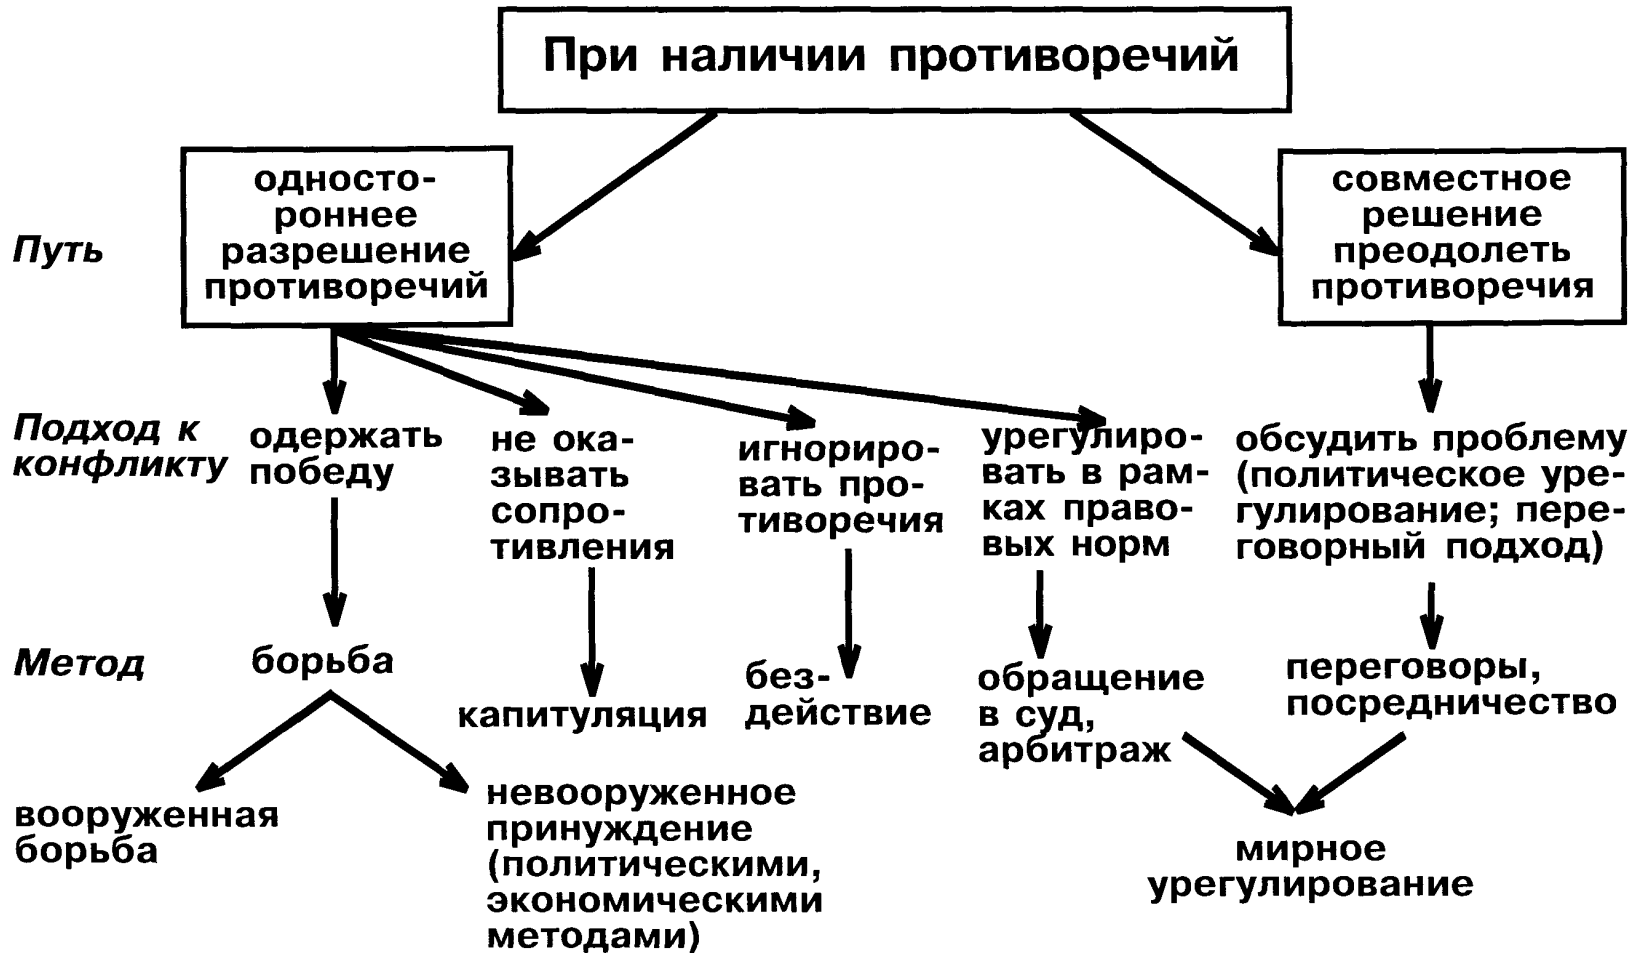 При наличии противоречий
односто-
роннее
разрешение
противоречий
совместное
решение
преодолеть
противоречия
Путь
Подход к
конфликту
одержать
победу
не ока-
зывать
сопро-
тивления
игнориро-
вать про-
тиворечия
урегулиро-
вать в рам-
ках право-
вых норм
обсудить проблему
(политическое уре-
гулирование; пере-
говорный подход)
Метод
борьба
капитуляция
без-
действие
обращение
в суд,
арбитраж
переговоры,
посредничество
вооруженная
борьба
невооруженное
принуждение
(политическими,
экономическими
методами)
мирное
урегулирование